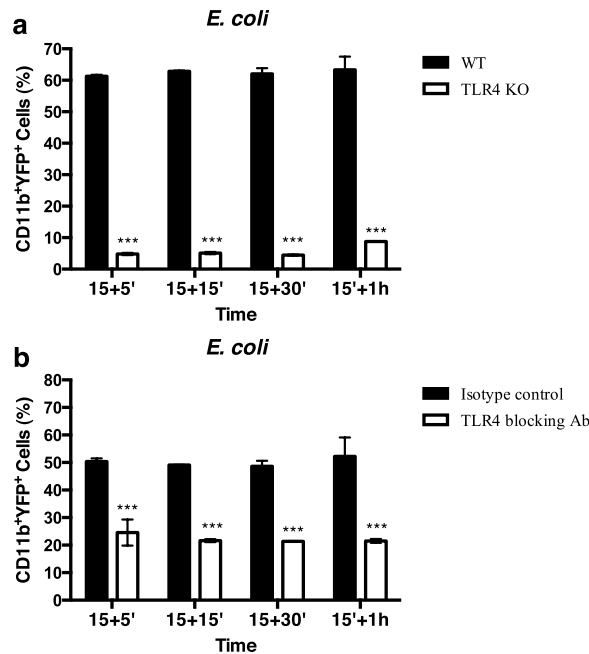 a
E. coli
CD11b⁺YFP⁺ Cells (%)
70
60
50
40
30
20
10
0
***
***
***
***
15+5'
15+15'
15+30'
15'+1h
Time
WT
TLR4 KO
b
E. coli
CD11b⁺YFP⁺ Cells (%)
80
70
60
50
40
30
20
10
0
***
***
***
***
15+5'
15+15'
15+30'
15'+1h
Time
Isotype control
TLR4 blocking Ab